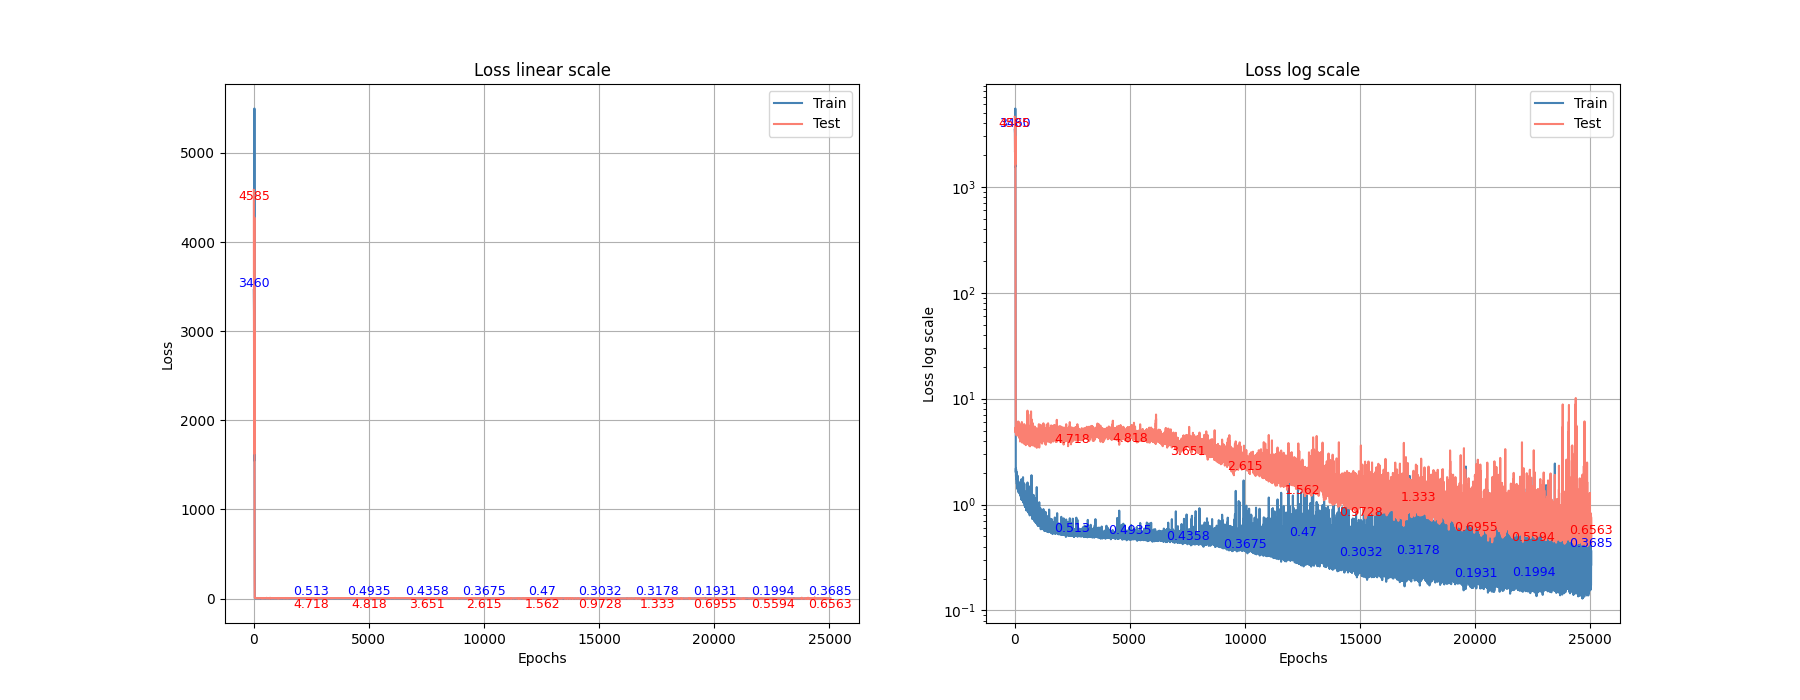 Loss linear scale
Train
Test
5000
4000
3000
2000
1000
0
Loss
4585
3460
0.513 0.4935 0.4358 0.3675 0.47 0.3032 0.3178 0.1931 0.1994 0.3685
4.718 4.818 3.651 2.615 1.562 0.9728 1.333 0.6955 0.5594 0.6563
0 5000 10000 15000 20000 25000
Epochs
Loss log scale
Train
Test
10³
10²
10¹
10⁰
10⁻¹
Loss log scale
3460
4.718 4.818 3.651 2.615 1.562 0.9728 1.333 0.6955 0.5594 0.6563
0.513 0.4935 0.4358 0.3675 0.47 0.3032 0.3178 0.1931 0.1994 0.3685
0 5000 10000 15000 20000 25000
Epochs